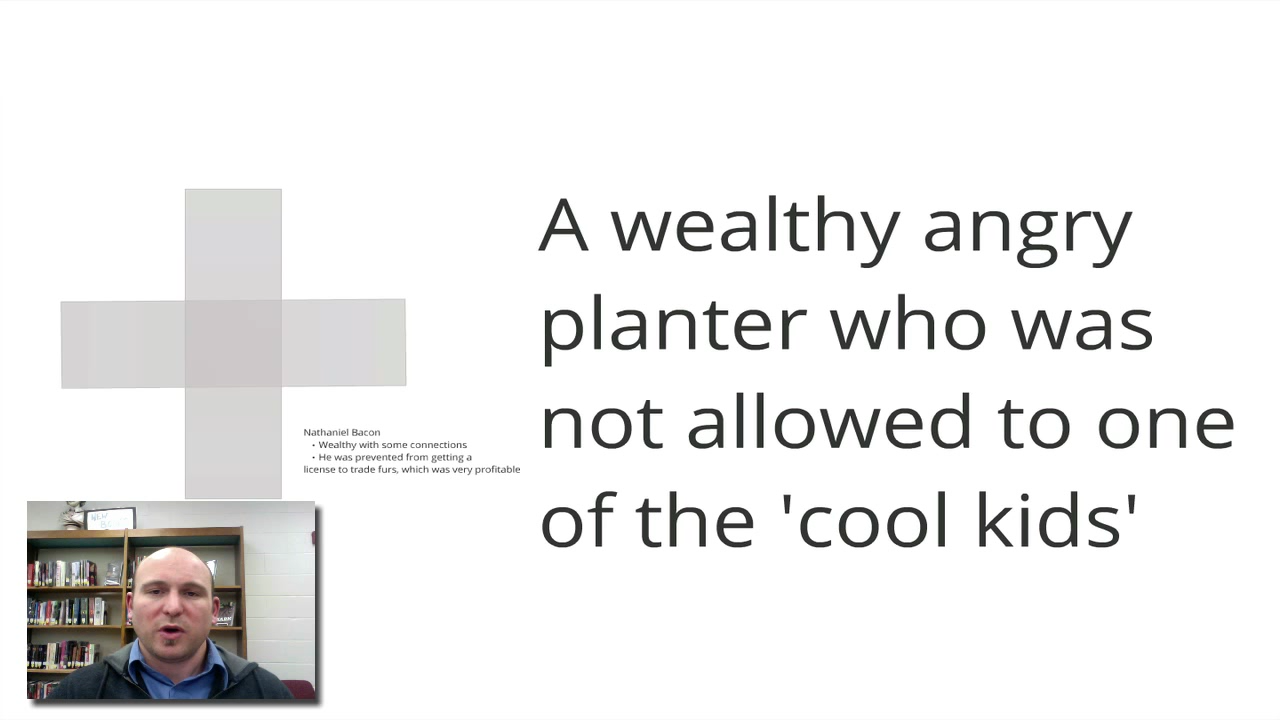 A wealthy angry
planter who was
not allowed to one
of the 'cool kids'
Nathaniel Bacon
• Wealthy with some connections
• He was prevented from getting a
license to trade furs, which was very profitable